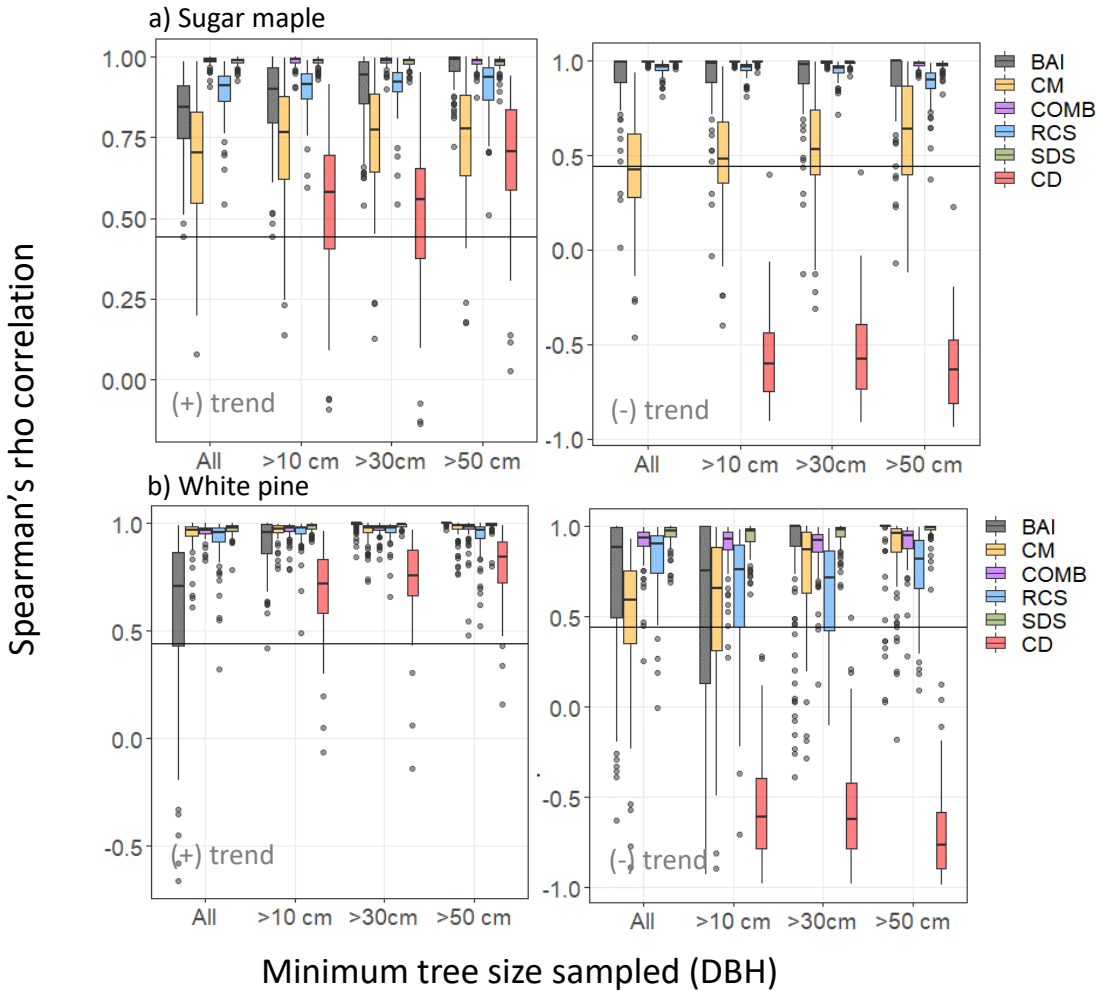 a) Sugar maple
1.00
0.75
0.50
0.25
0.00
(+) trend
All >10 cm >30cm >50 cm
1.0
0.5
0.0
-0.5
-1.0
(-) trend
All >10 cm >30cm >50 cm
BAI
CM
COMB
RCS
SDS
CD
Spearman's rho correlation
b) White pine
1.0
0.5
0.0
-0.5
(+) trend
All >10 cm >30cm >50 cm
1.0
0.5
0.0
-0.5
-1.0
(-) trend
All >10 cm >30cm >50 cm
BAI
CM
COMB
RCS
SDS
CD
Minimum tree size sampled (DBH)